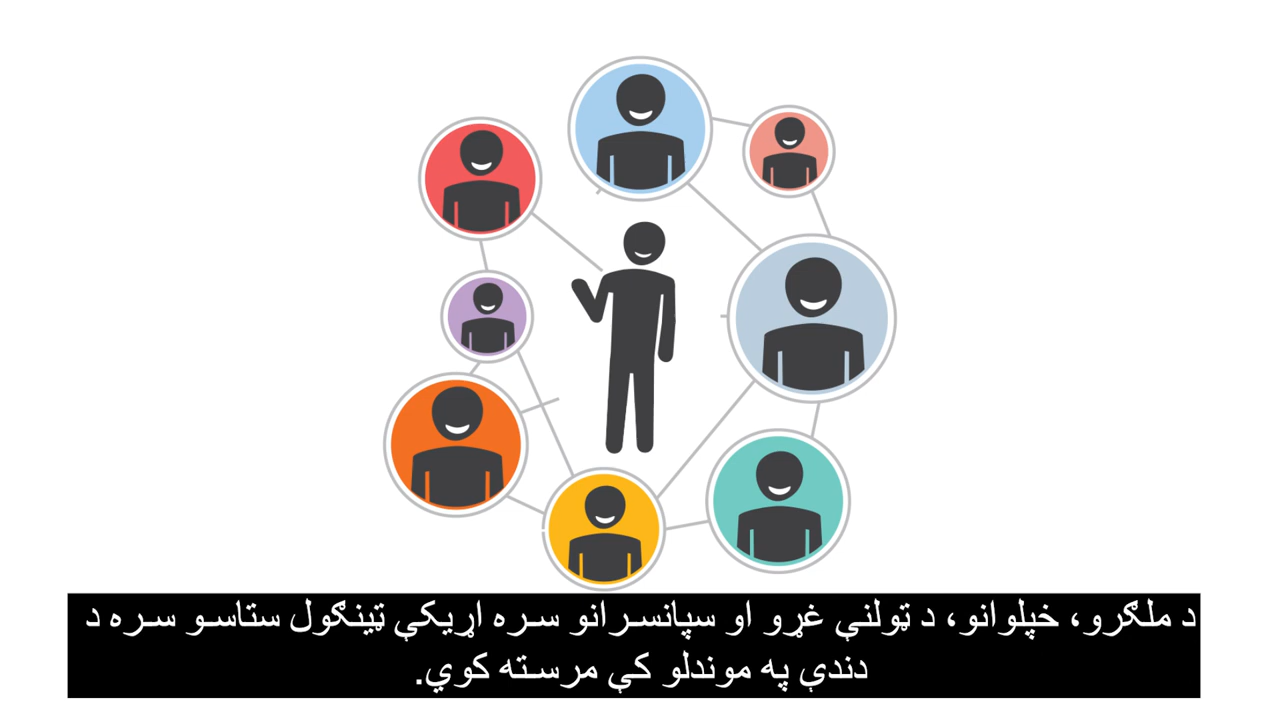 د ملګرو، خپلوانو، د ټولنې غړو او سپانسرانو سره اړیکې ټینګول ستاسو سره د
دندې په موندلو کې مرسته کوي.